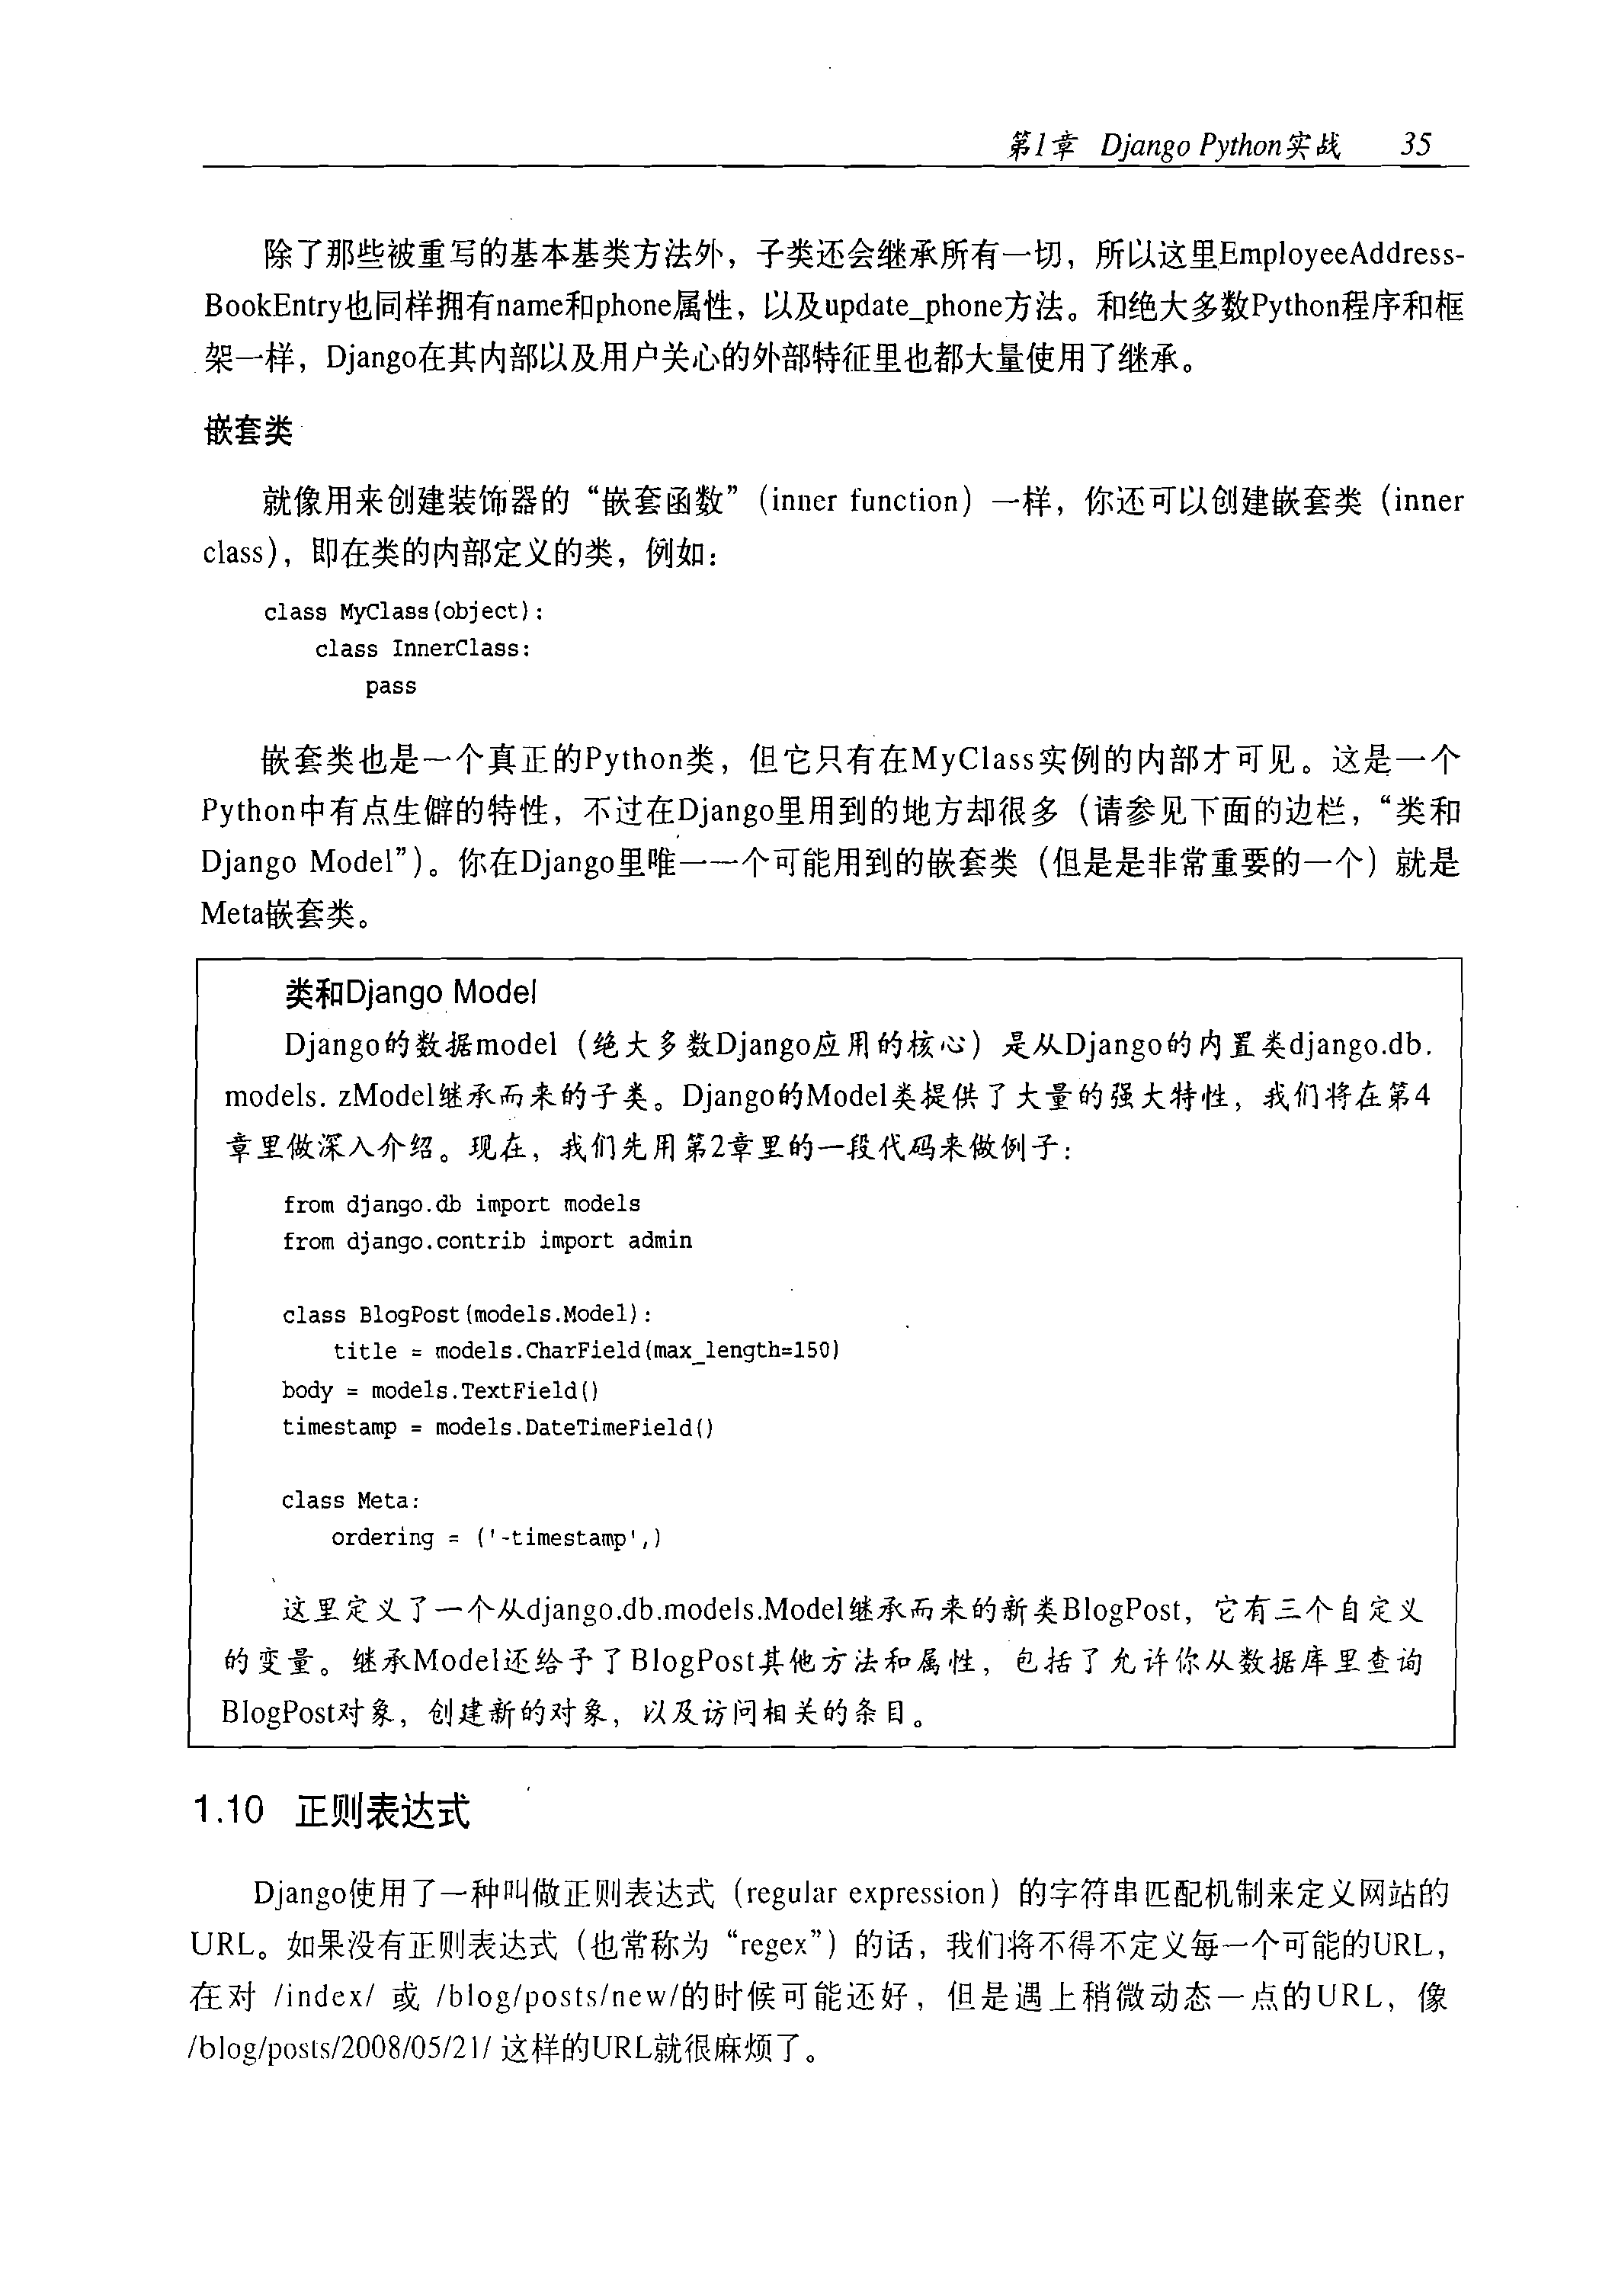 第1章 Django Python实战 35
除了那些被重写的基本基类方法外，子类还会继承所有一切，所以这里EmployeeAddress-
BookEntry也同样拥有name和phone属性，以及update_phone方法。和绝大多数Python程序和框
架一样，Django在其内部以及用户关心的外部特征里也都大量使用了继承。
嵌套类
就像用来创建装饰器的“嵌套函数”（inner function）一样，你还可以创建嵌套类（inner
class），即在类的内部定义的类，例如：
class MyClass(object):
    class InnerClass:
        pass
嵌套类也是一个真正的Python类，但它只有在MyClass实例的内部才可见。这是一个
Python中有点生僻的特性，不过在Django里用到的地方却很多（请参见下面的边栏，“类和
Django Model”）。你在Django里唯一一个可能用到的嵌套类（但是是非常重要的一个）就是
Meta嵌套类。
类和Django Model
Django的数据model（绝大多数Django应用的核心）是从Django的内置类django.db.
models. zModel继承而来的子类。Django的Model类提供了大量的强大特性，我们将在第4
章里做深入介绍。现在，我们先用第2章里的一段代码来做例子：
from django.db import models
from django.contrib import admin
class BlogPost(models.Model):
    title = models.CharField(max_length=150)
body = models.TextField()
timestamp = models.DateTimeField()
class Meta:
    ordering = ('-timestamp',)
这里定义了一个从django.db.models.Model继承而来的新类BlogPost，它有三个自定义
的变量。继承Model还给予了BlogPost其他方法和属性，包括了允许你从数据库里查询
BlogPost对象，创建新的对象，以及访问相关的条目。
1.10 正则表达式
Django使用了一种叫做正则表达式（regular expression）的字符串匹配机制来定义网站的
URL。如果没有正则表达式（也常称为“regex”）的话，我们将不得不定义每一个可能的URL，
在对 /index/ 或 /blog/posts/new/的时候可能还好，但是遇上稍微动态一点的URL，像
/blog/posts/2008/05/21/ 这样的URL就很麻烦了。